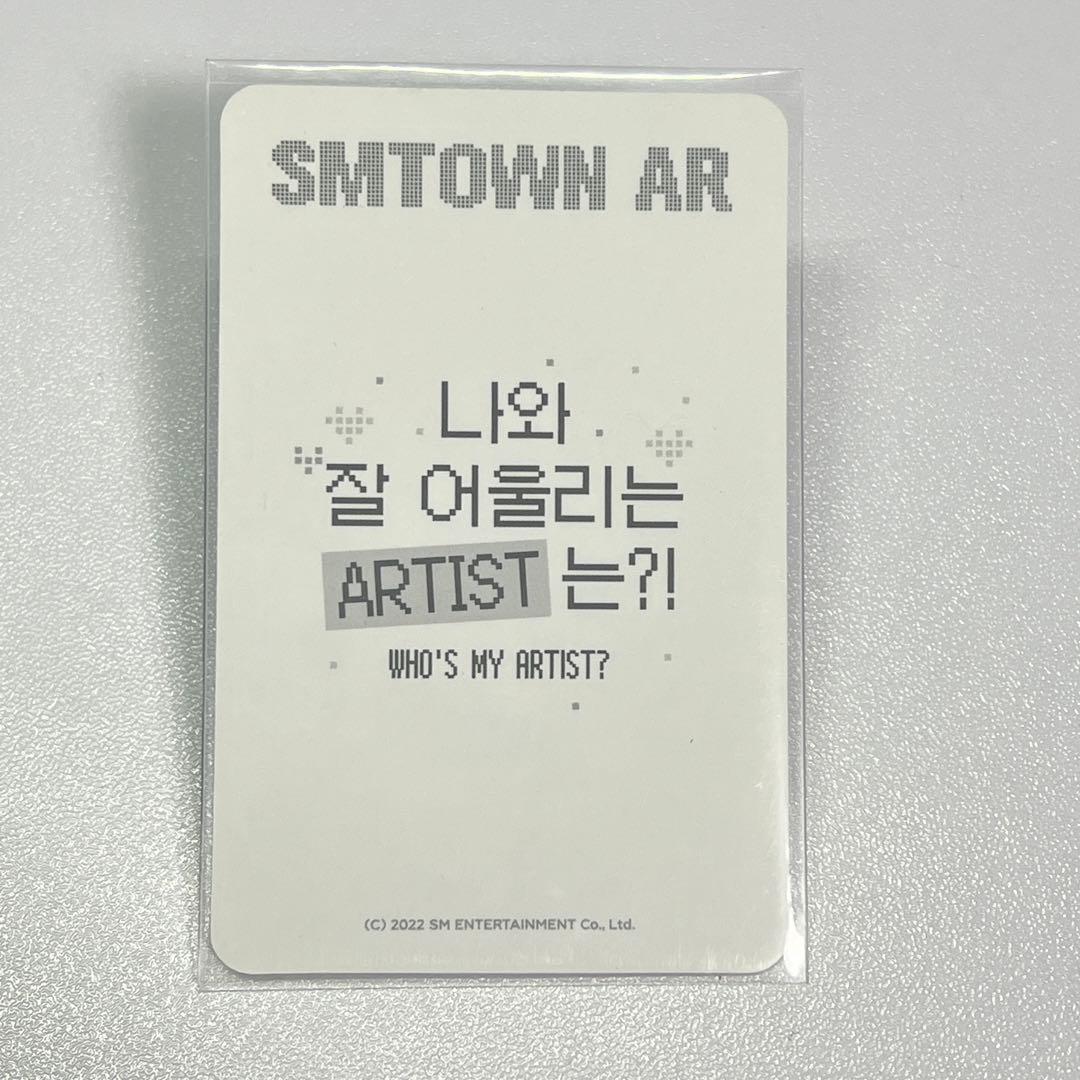 SMTOWN AR
나와
잘 어울리는
ARTIST 는?!
WHO'S MY ARTIST?
(C) 2022 SM ENTERTAINMENT Co., Ltd.